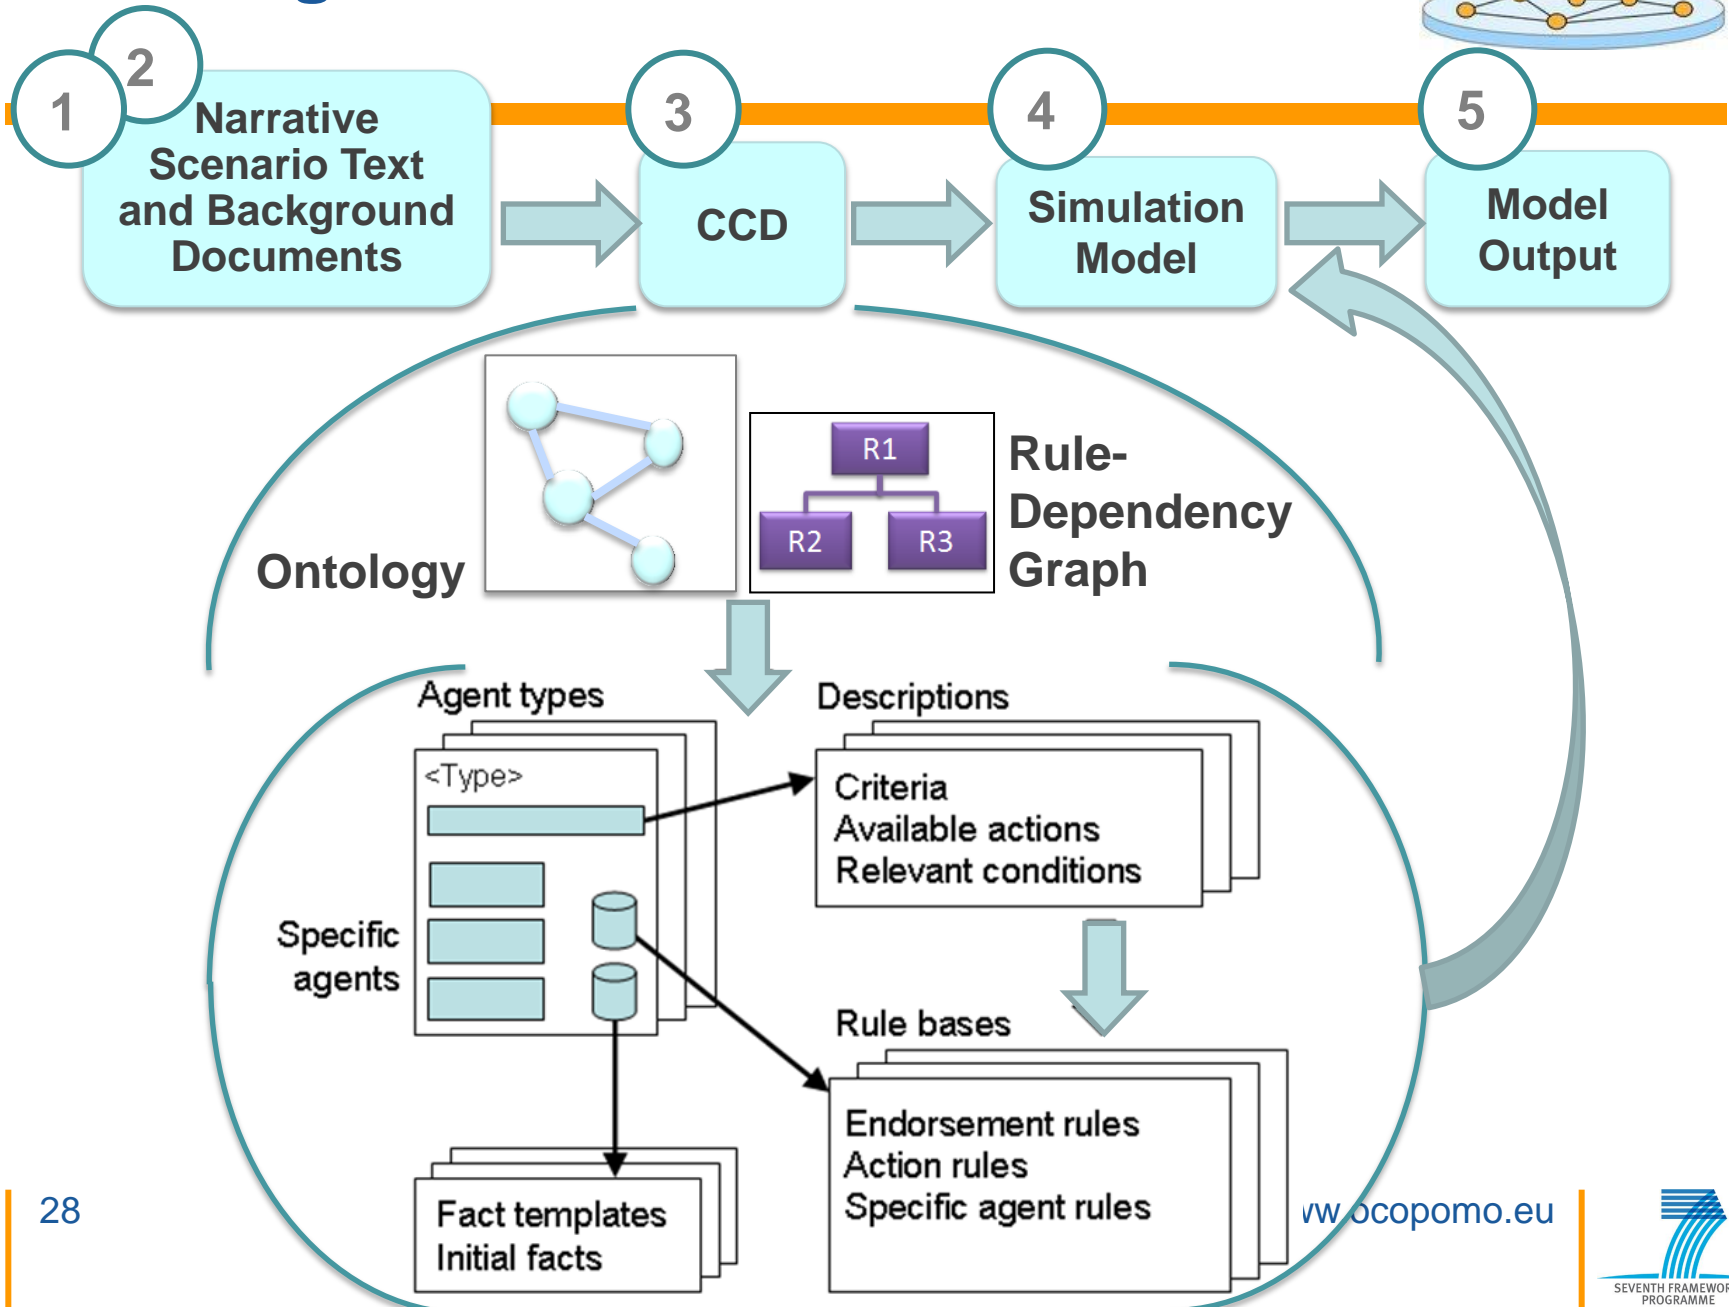 1
2
3
4
5
Narrative
Scenario Text
and Background
Documents
CCD
Simulation
Model
Model
Output
Ontology
R1
R2
R3
Rule-
Dependency
Graph
Agent types
<Type>
Specific
agents
Descriptions
Criteria
Available actions
Relevant conditions
Rule bases
Endorsement rules
Action rules
Specific agent rules
Fact templates
Initial facts
28
ocopomo.eu
SEVENTH FRAMEWOR
PROGRAMME